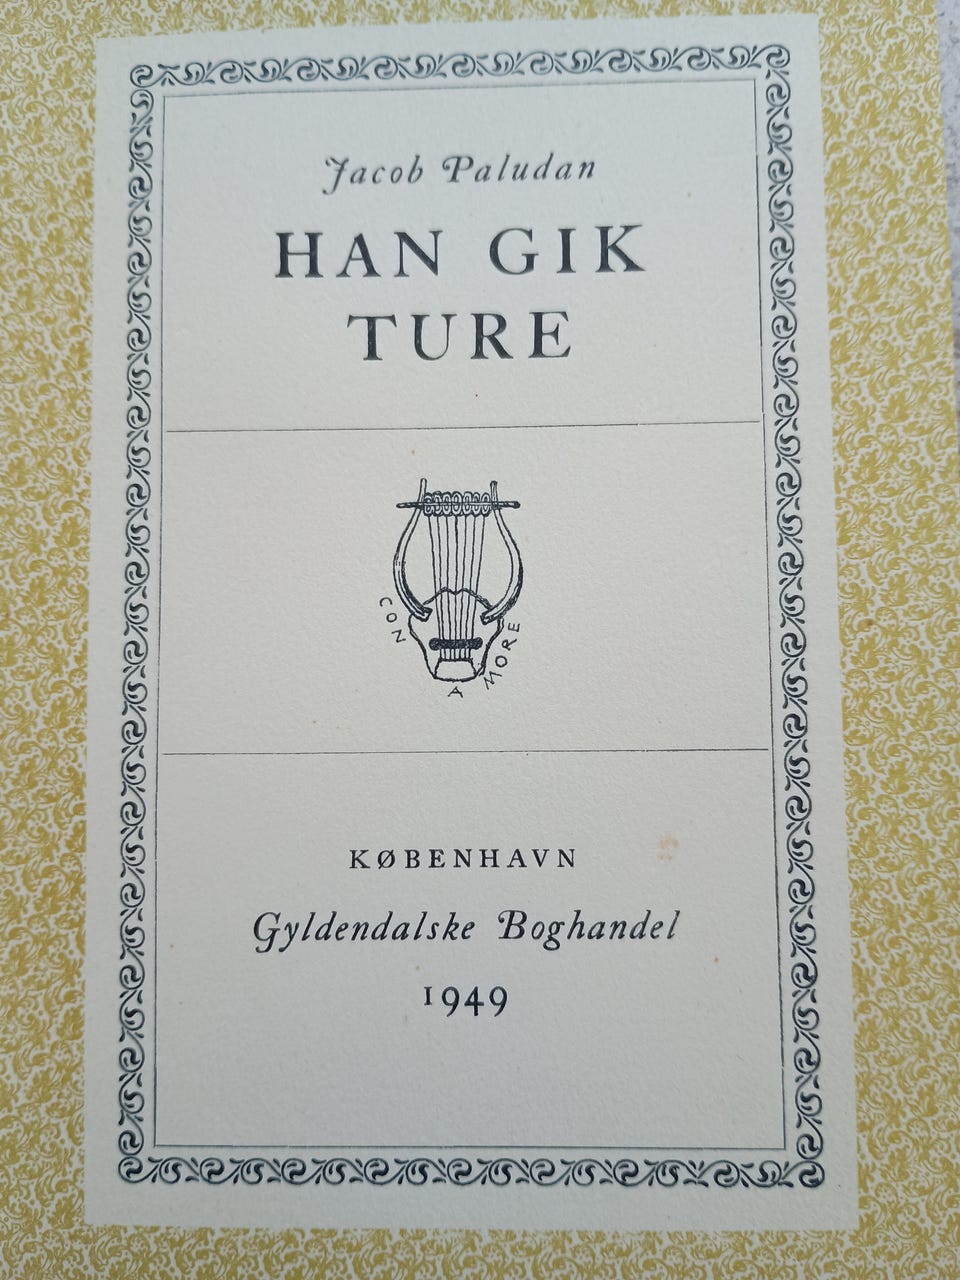 Jacob Paludan
HAN GIK
TURE
CON AMORE
KØBENHAVN
Gyldendalske Boghandel
1949